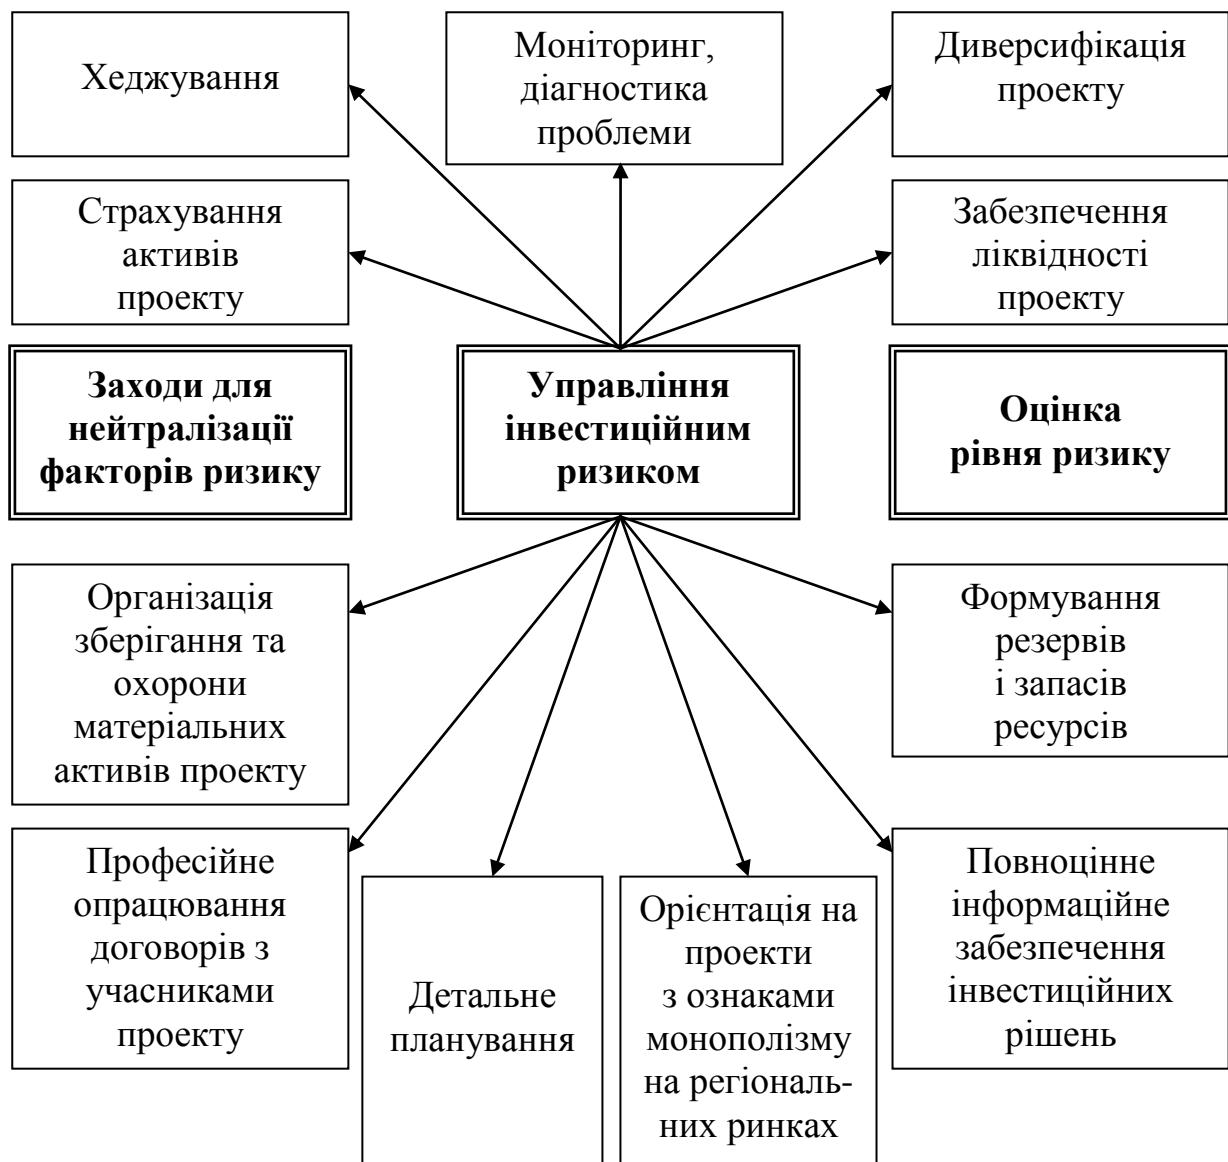 Хеджування
Моніторинг,
діагностика
проблеми
Диверсифікація
проекту
Страхування
активів
проекту
Забезпечення
ліквідності
проекту
Заходи для
нейтралізації
факторів ризику
Управління
інвестиційним
ризиком
Оцінка
рівня ризику
Організація
зберігання та
охорони
матеріальних
активів проекту
Формування
резервів
і запасів
ресурсів
Професійне
опрацювання
договорів з
учасниками
проекту
Детальне
планування
Орієнтація на
проекти
з ознаками
монополізму
на регіональ-
них ринках
Повноцінне
інформаційне
забезпечення
інвестиційних
рішень